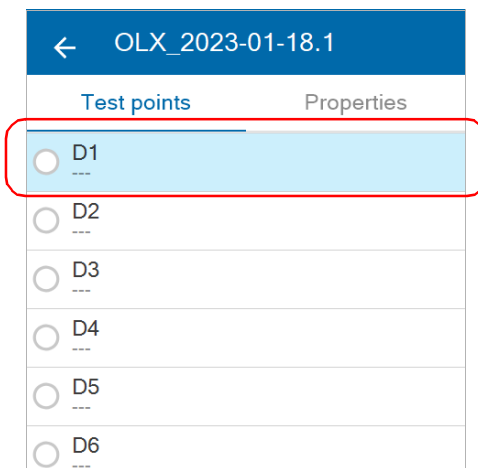 OLX_2023-01-18.1
Test points Properties
D1
---
D2
---
D3
---
D4
---
D5
---
D6
---